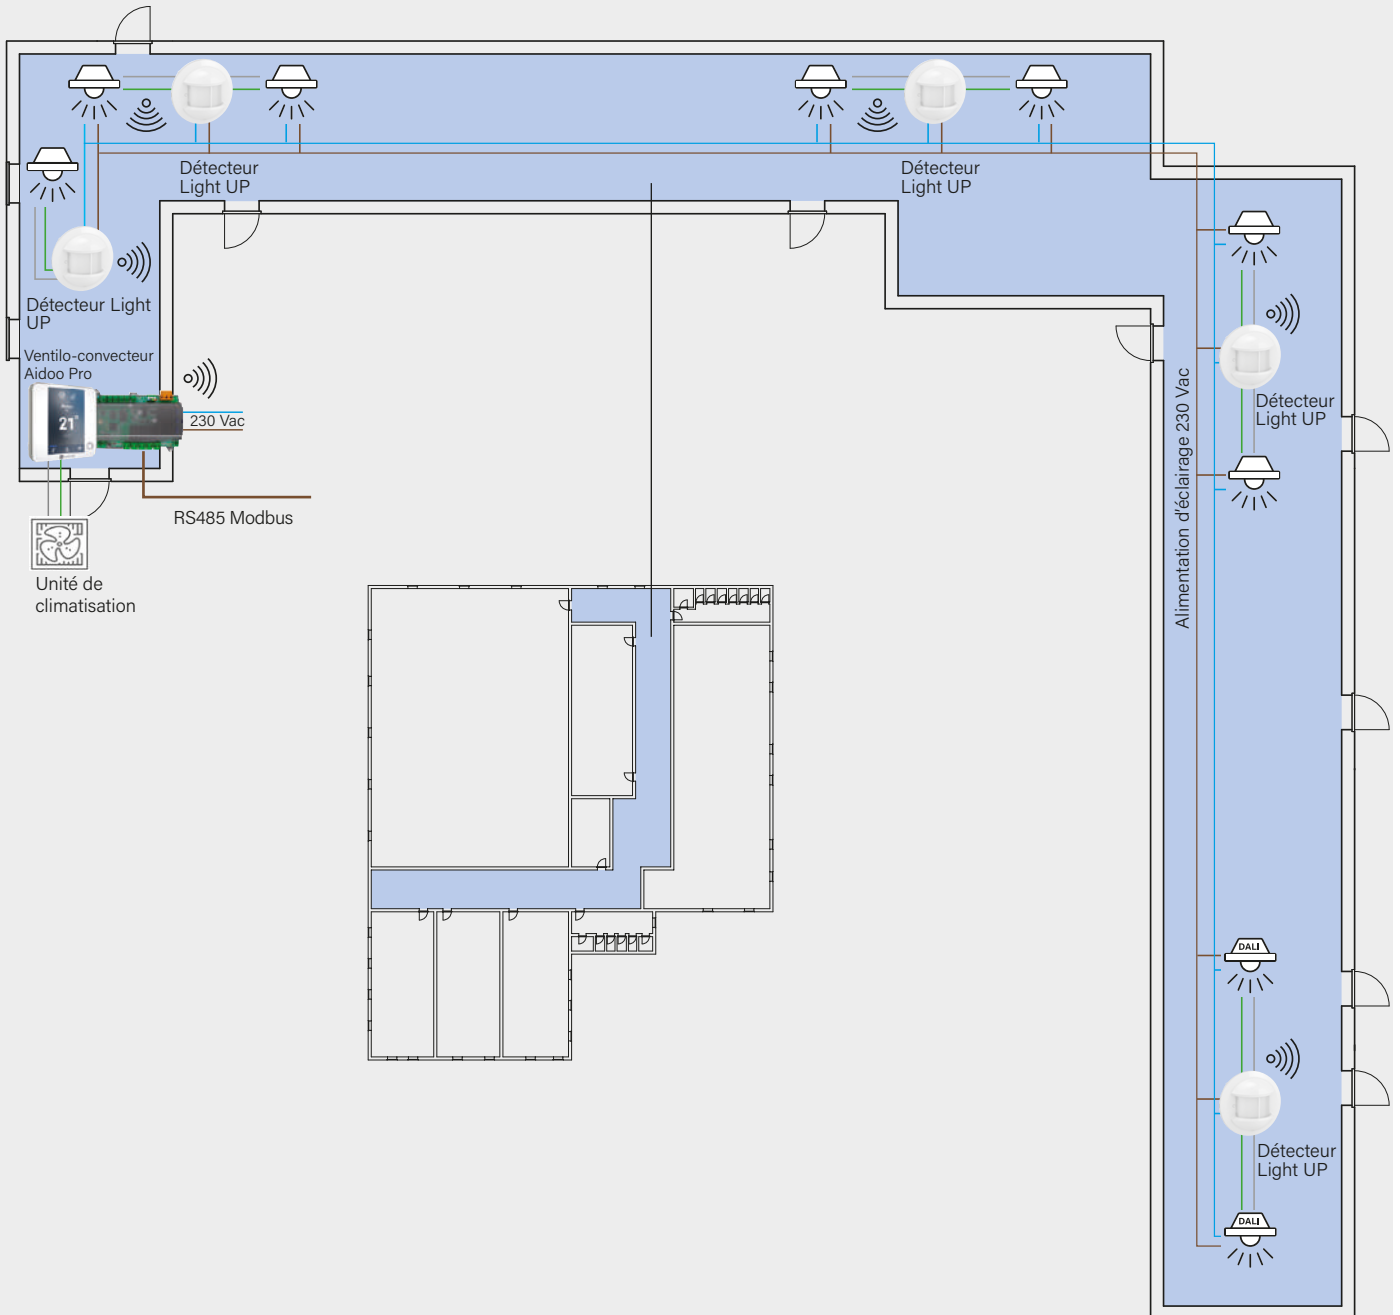 Détecteur
Light UP
Détecteur
Light UP
Détecteur Light
UP
Ventilo-convecteur
Aidoo Pro
21°
230 Vac
RS485 Modbus
Unité de
climatisation
Alimentation d'éclairage 230 Vac
Détecteur
Light UP
DALI
Détecteur
Light UP
DALI